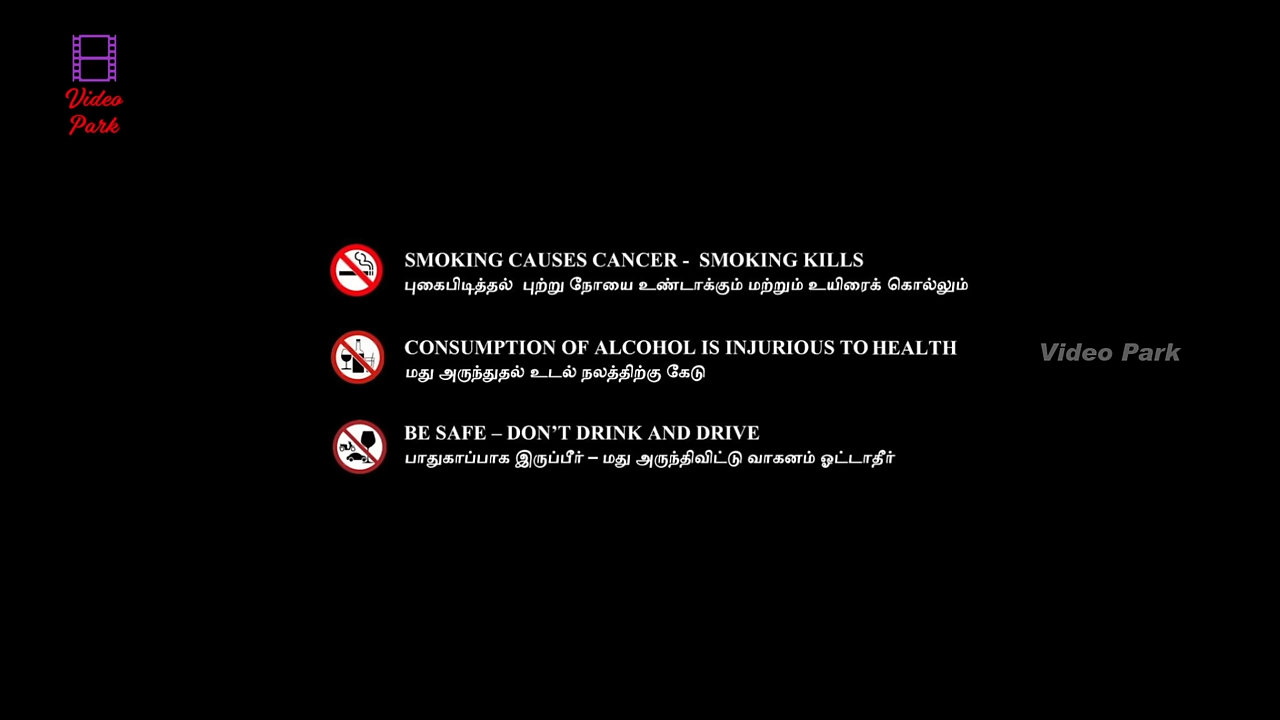 Video
Park
SMOKING CAUSES CANCER - SMOKING KILLS
புகைபிடித்தல் புற்று நோயை உண்டாக்கும் மற்றும் உயிரைக் கொல்லும்
CONSUMPTION OF ALCOHOL IS INJURIOUS TO HEALTH
மது அருந்துதல் உடல் நலத்திற்கு கேடு
Video Park
BE SAFE – DON’T DRINK AND DRIVE
பாதுகாப்பாக இருப்பீர் – மது அருந்திவிட்டு வாகனம் ஓட்டாதீர்